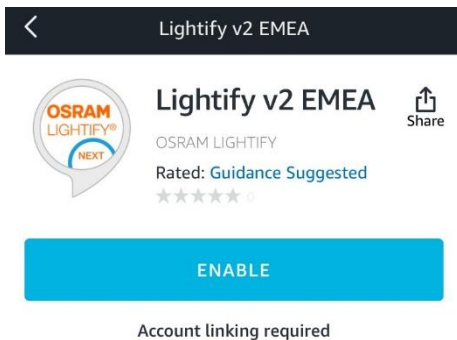 Lightify v2 EMEA
OSRAM
LIGHTIFY®
NEXT
Lightify v2 EMEA
Share
OSRAM LIGHTIFY
Rated: Guidance Suggested
0
ENABLE
Account linking required